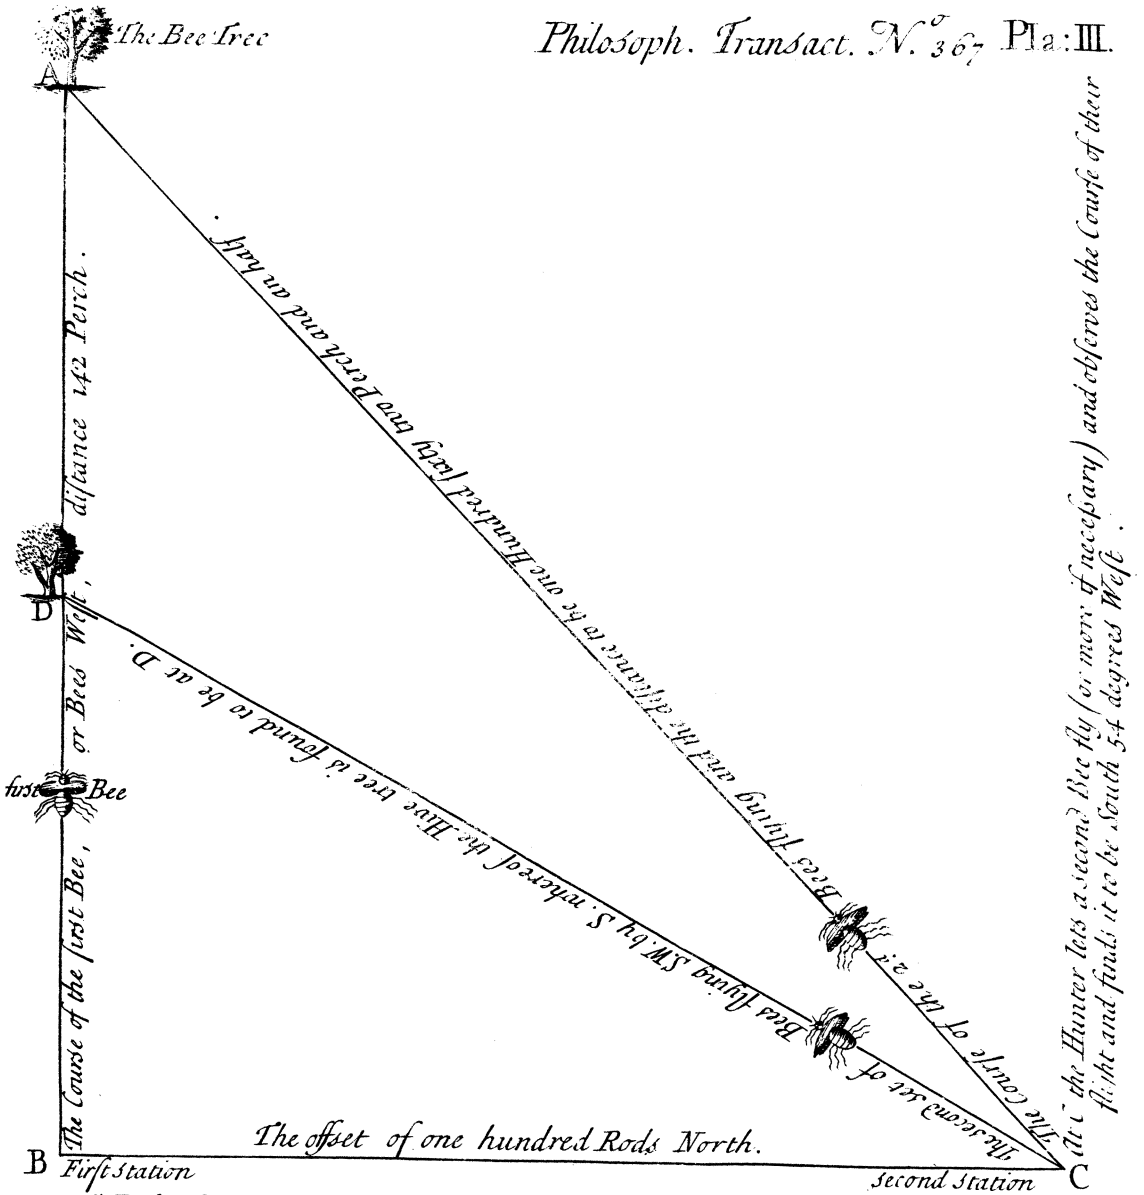 The Bee Tree
Philosoph. Transact. N.o 367 Pla: III.
A
The Course of the first Bee, or Bees West, distance 142 Perch.
D
first Bee
The Course of the 2d. Bees flying and the distance to be one Hundred sixty two Perch and an half.
The second set of Bees flying SW. by S. whereof the Hive tree is found to be at D.
At C the Hunter lets a second Bee fly (or more if necessary) and observes the Course of their
flight and finds it to be South 54 degrees West.
The offset of one hundred Rods North.
B First station
second station C